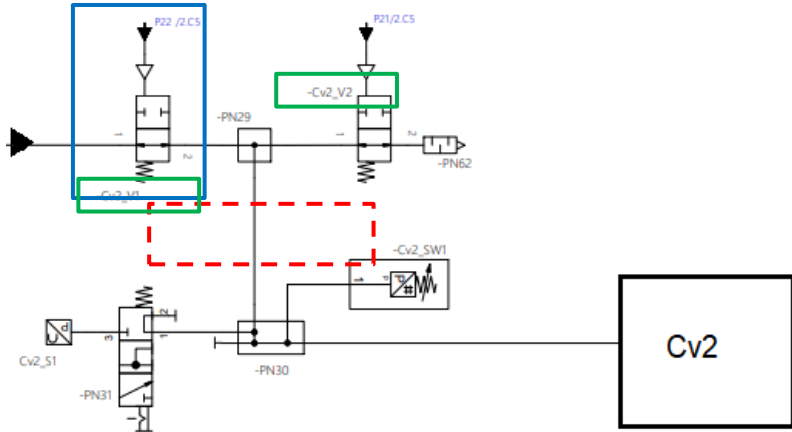 P22 /2.C5
P21/2.C5
-Cv2_V2
-PN29
1
2
1
2
-PN62
-Cv2_V1
-Cv2_SW1
1
P
P
#
2
3
1
P
U
Cv2_S1
-PN30
-PN31
Cv2